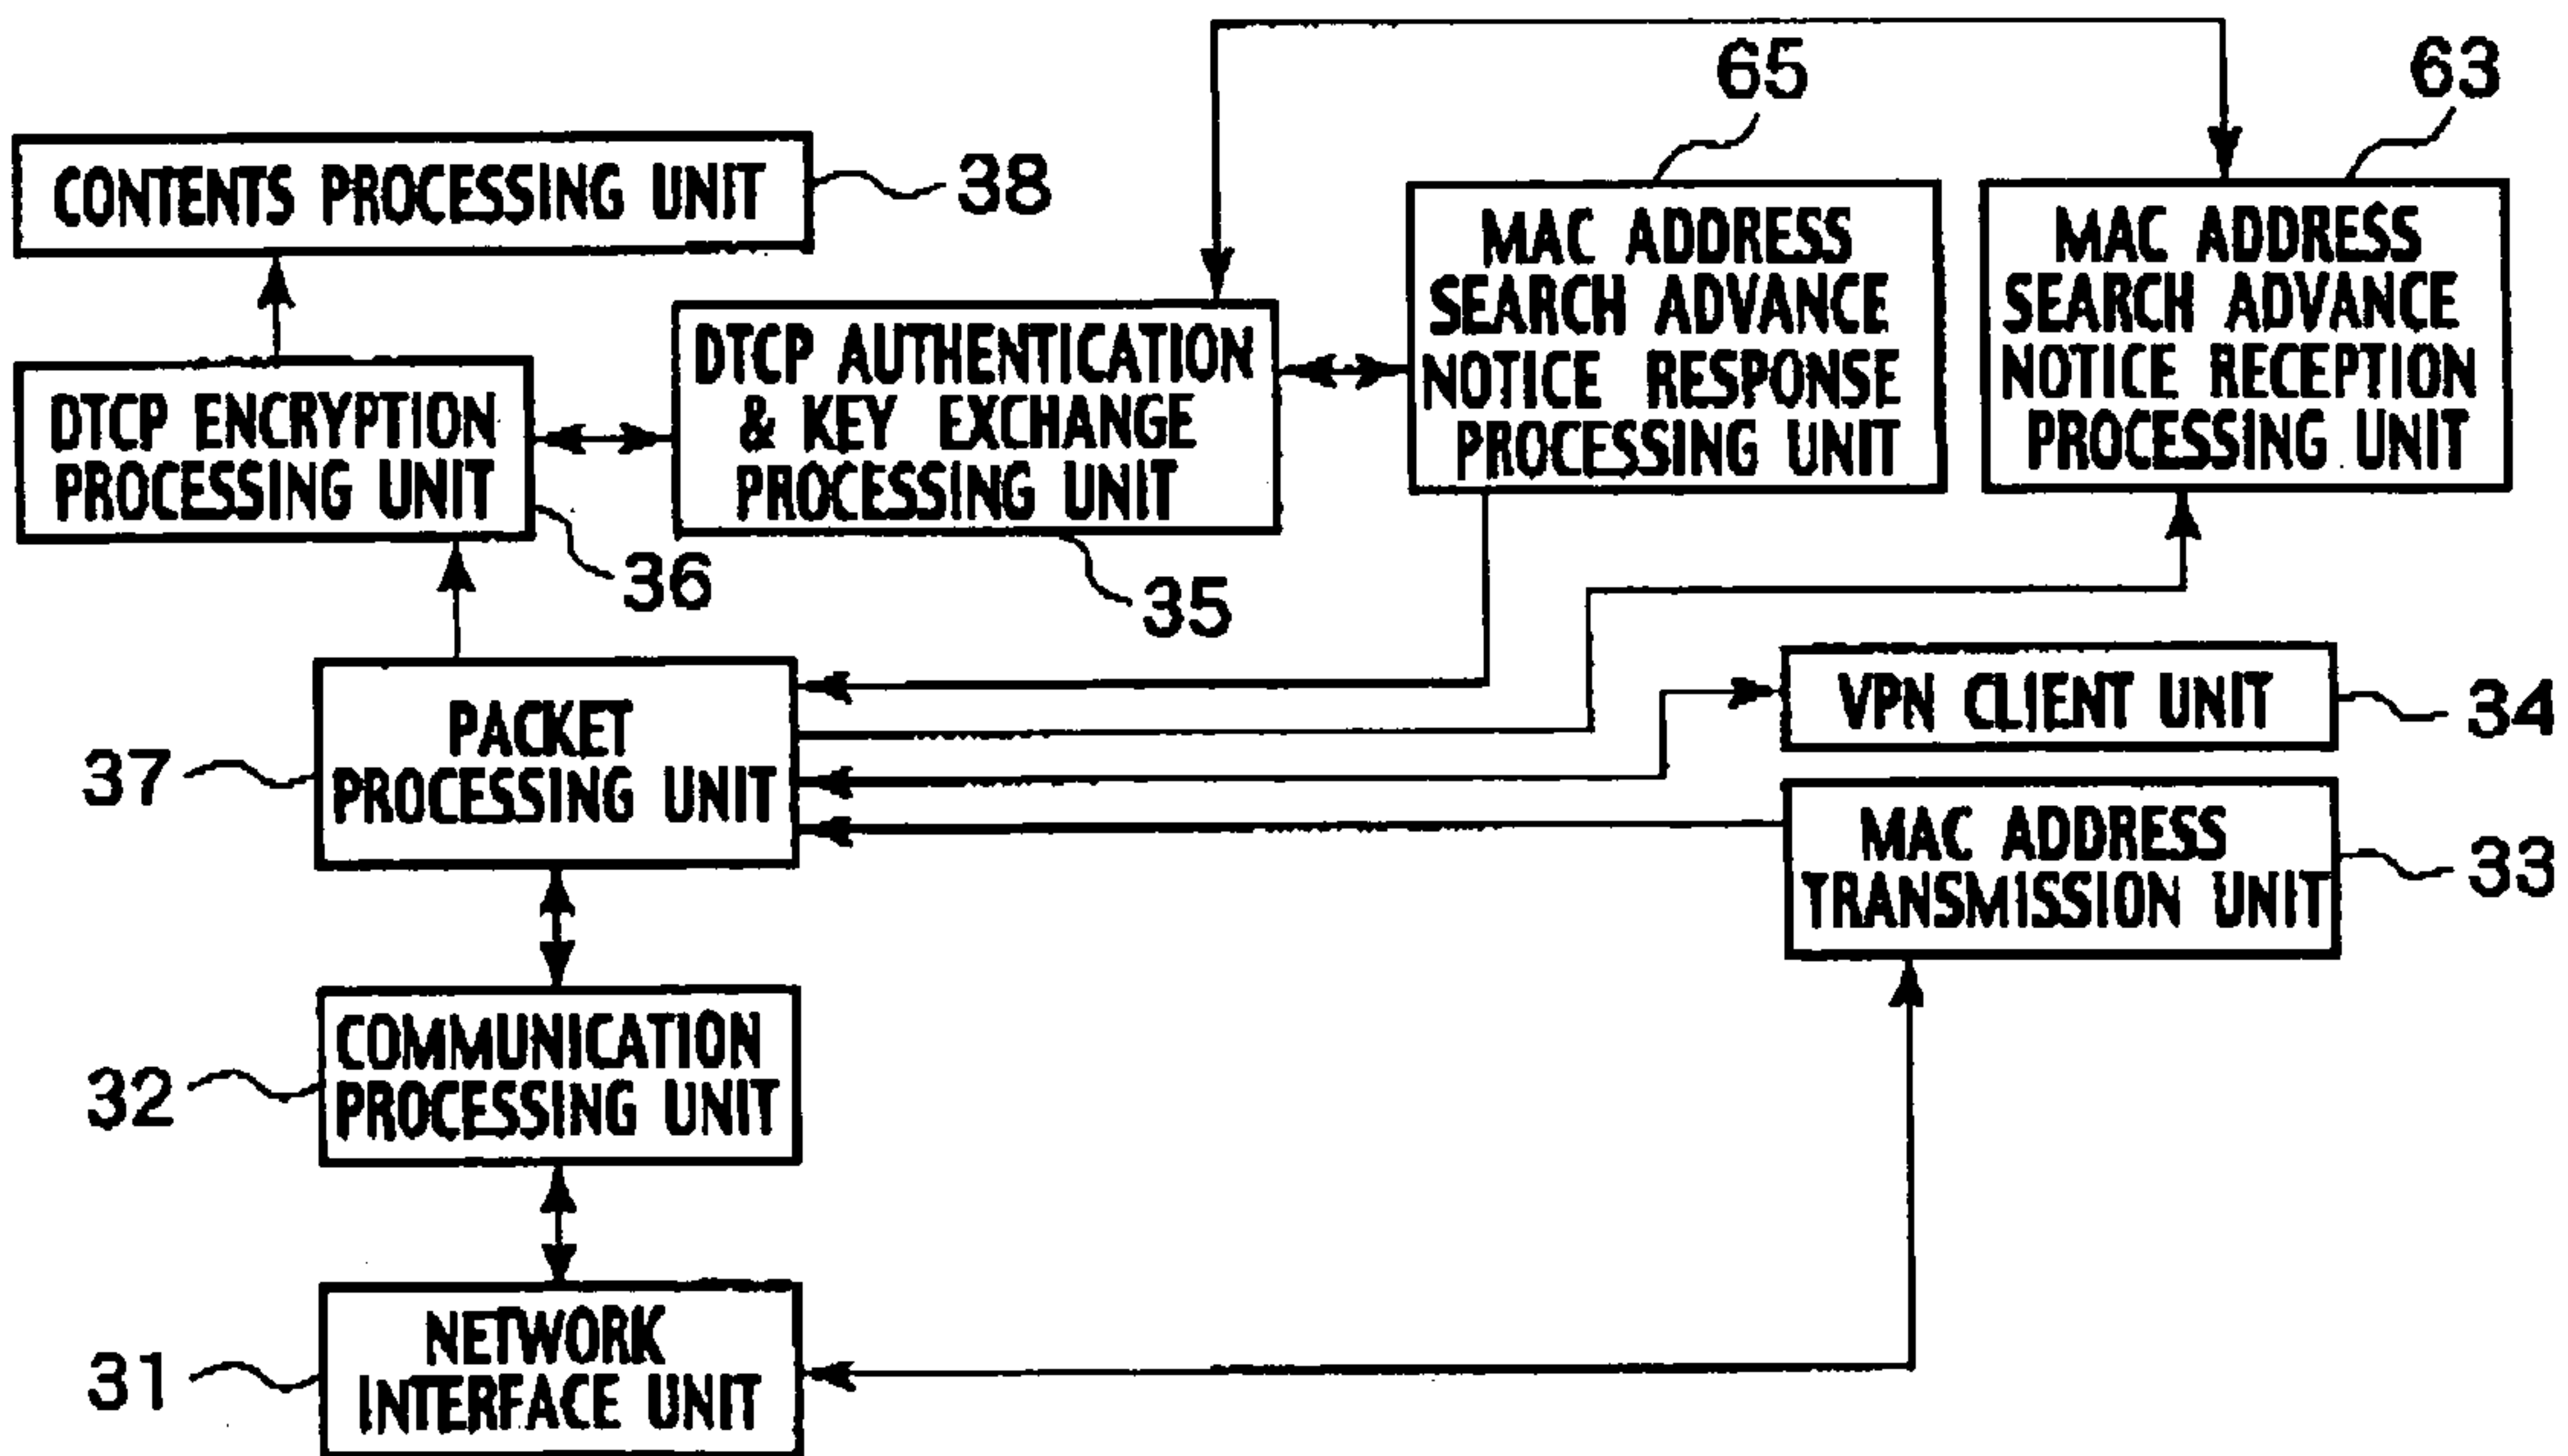 65
63
CONTENTS PROCESSING UNIT
38
MAC ADDRESS
SEARCH ADVANCE
NOTICE RESPONSE
PROCESSING UNIT
MAC ADDRESS
SEARCH ADVANCE
NOTICE RECEPTION
PROCESSING UNIT
DTCP ENCRYPTION
PROCESSING UNIT
36
DTCP AUTHENTICATION
& KEY EXCHANGE
PROCESSING UNIT
35
PACKET
PROCESSING UNIT
37
VPN CLIENT UNIT
34
MAC ADDRESS
TRANSMISSION UNIT
33
COMMUNICATION
PROCESSING UNIT
32
NETWORK
INTERFACE UNIT
31